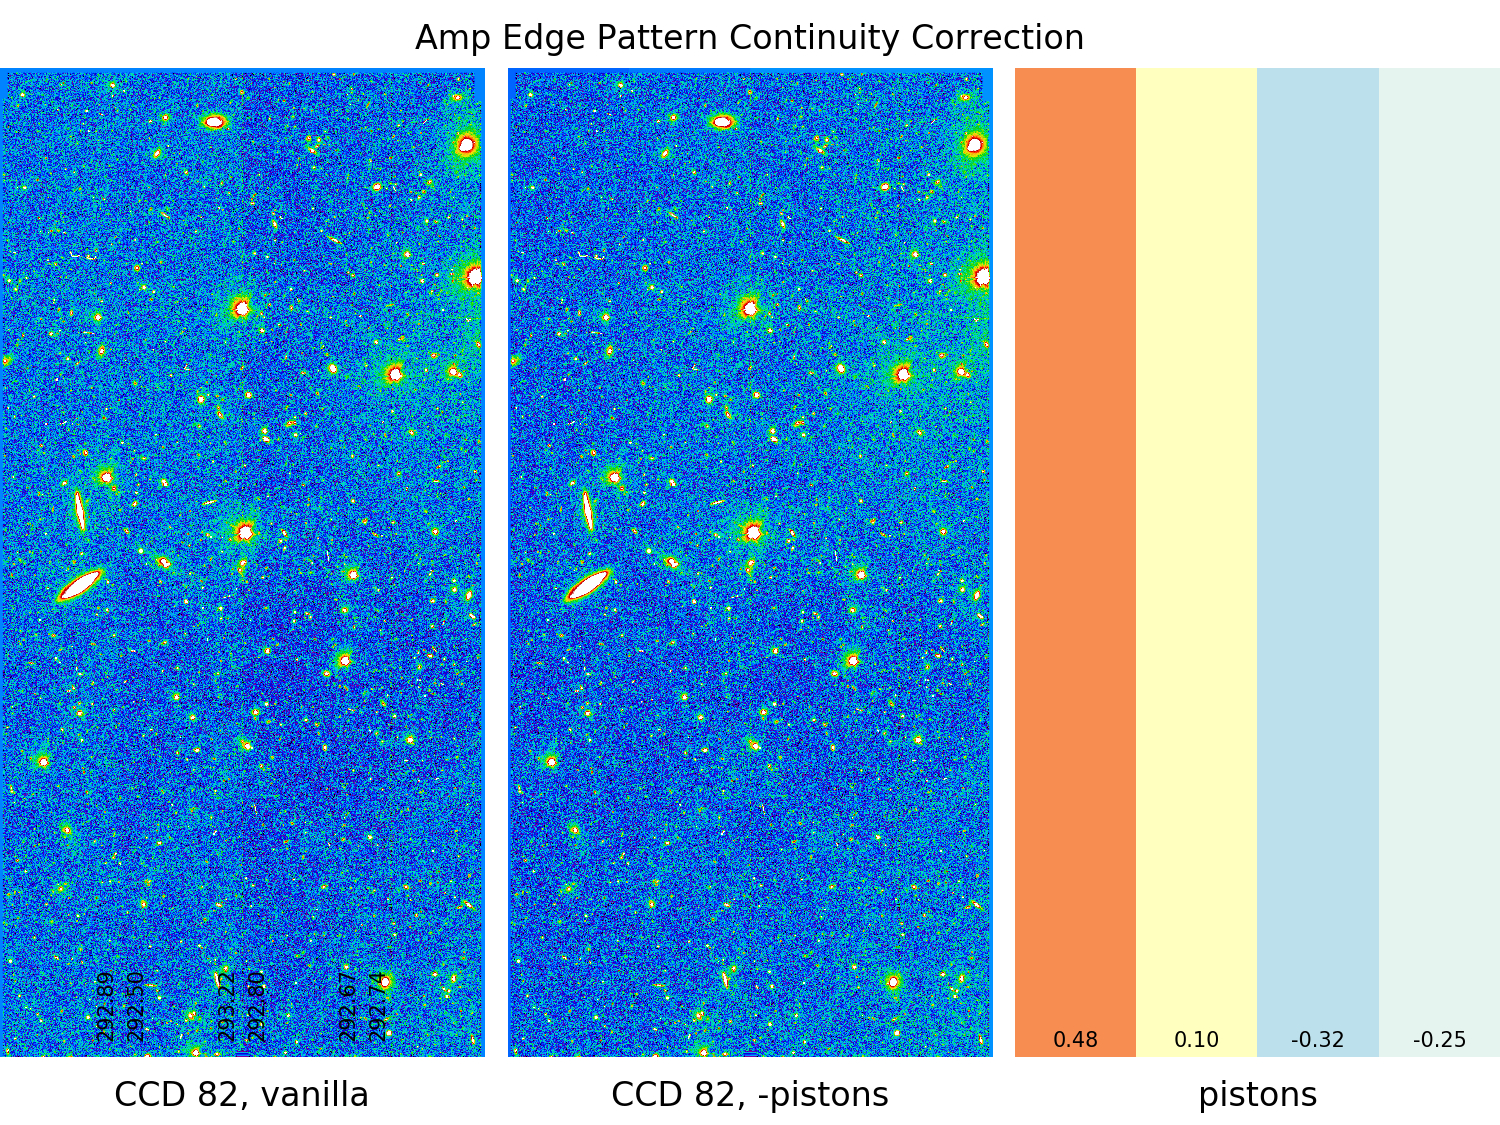 Amp Edge Pattern Continuity Correction
292.89
292.50
293.22
292.80
292.67
292.74
0.48
0.10
-0.32
-0.25
CCD 82, vanilla
CCD 82, -pistons
pistons